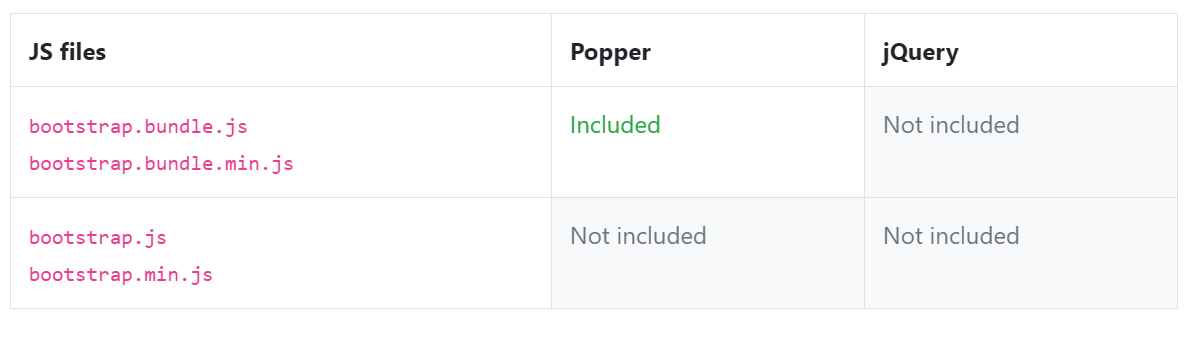 JS files Popper jQuery
bootstrap.bundle.js Included Not included
bootstrap.bundle.min.js
bootstrap.js Not included Not included
bootstrap.min.js